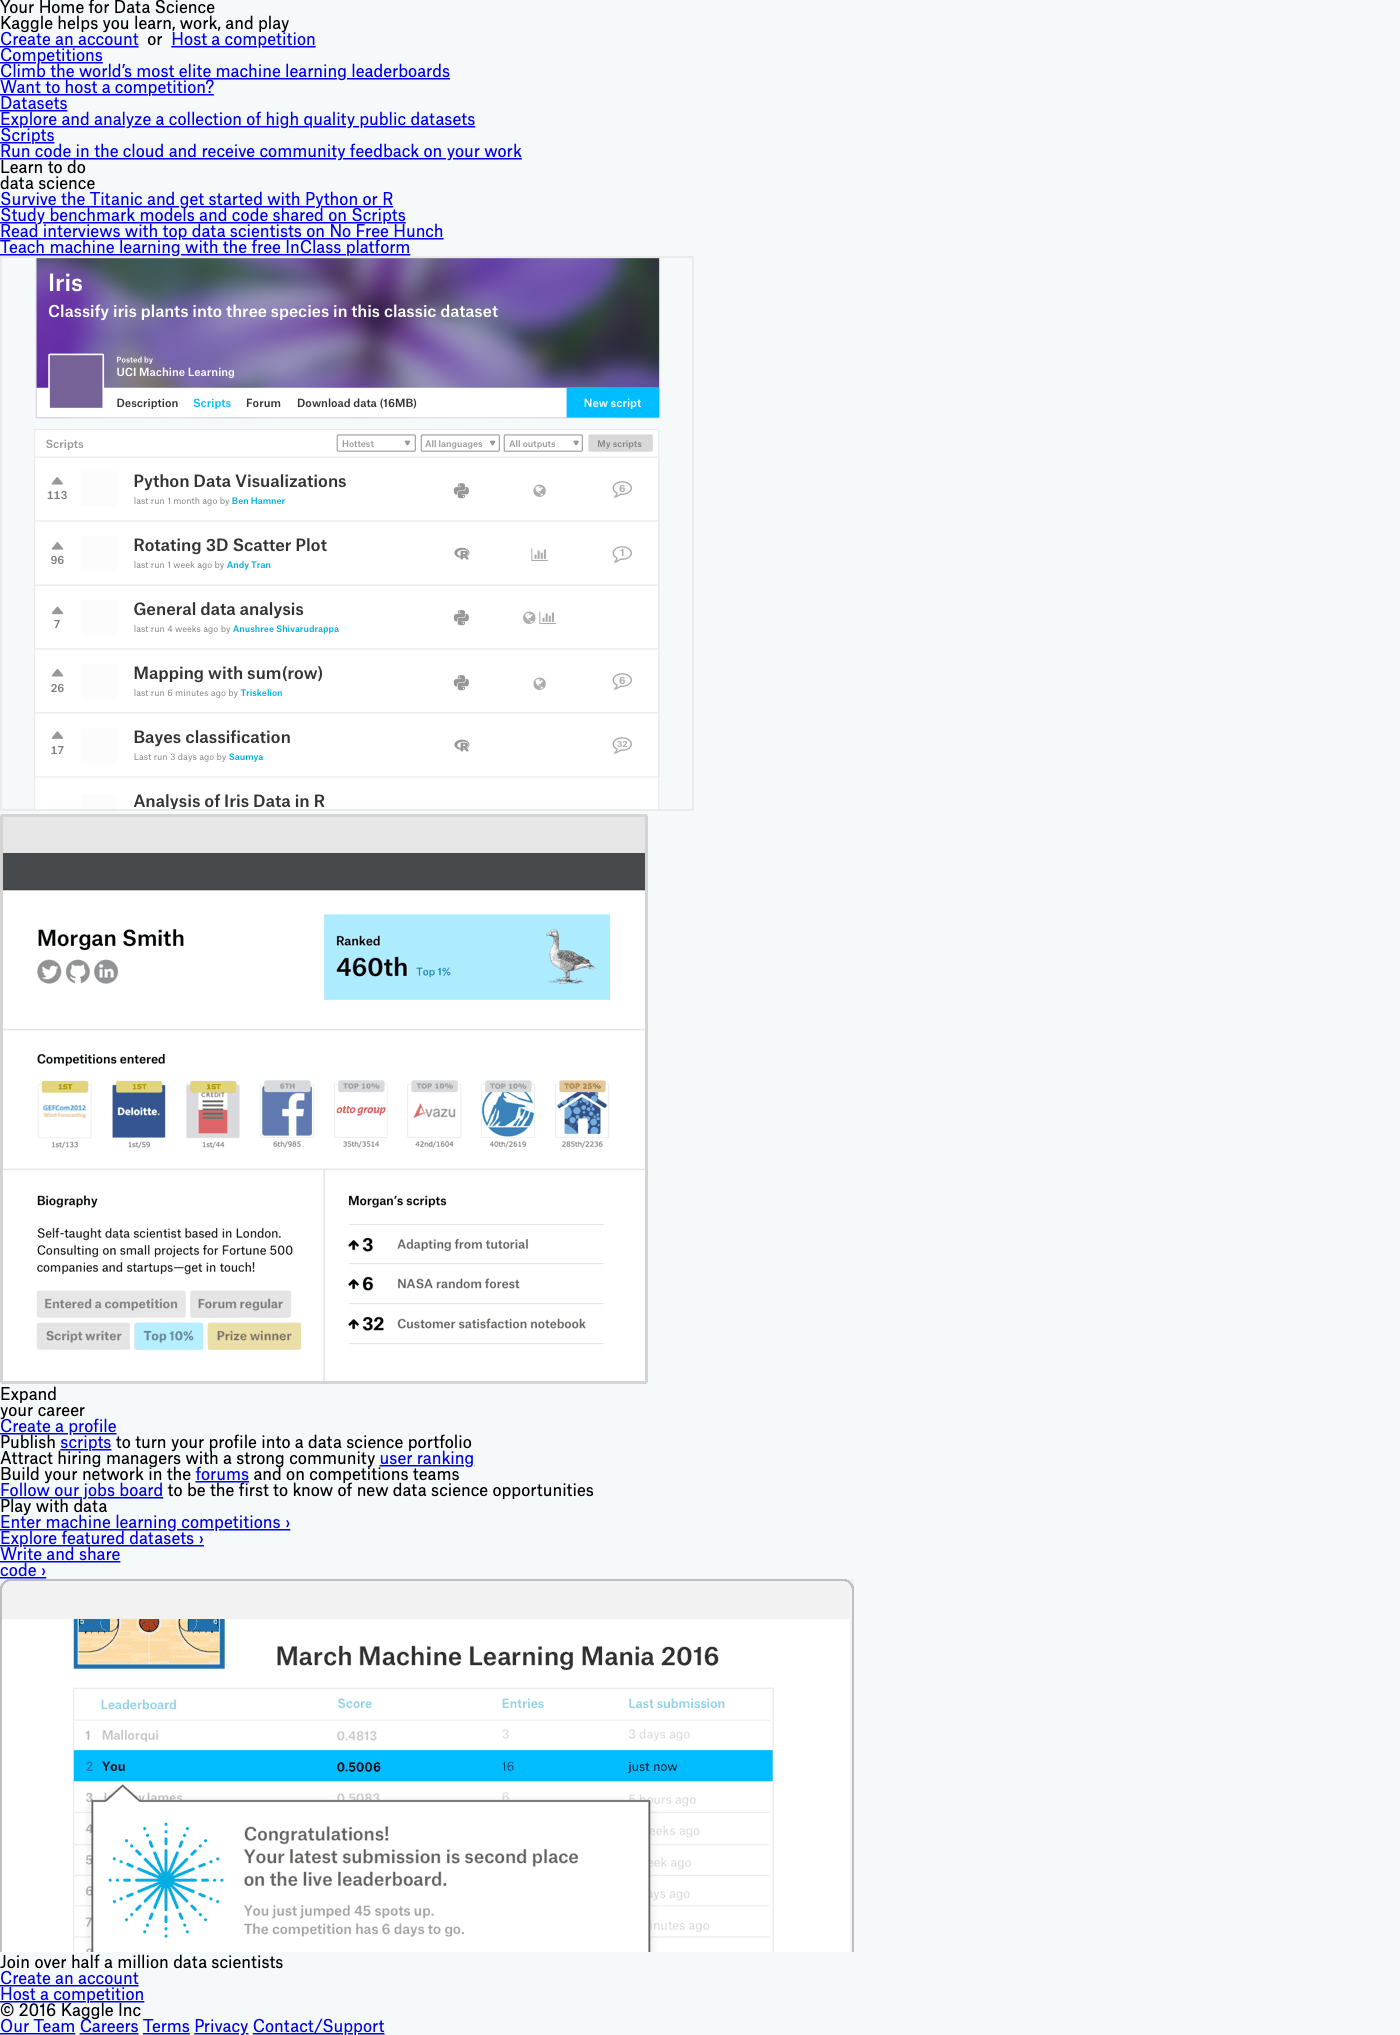 Your Home for Data Science
Kaggle helps you learn, work, and play
Create an account or Host a competition
Competitions
Climb the world's most elite machine learning leaderboards
Want to host a competition?
Datasets
Explore and analyze a collection of high quality public datasets
Scripts
Run code in the cloud and receive community feedback on your work
Learn to do
data science
Survive the Titanic and get started with Python or R
Study benchmark models and code shared on Scripts
Read interviews with top data scientists on No Free Hunch
Teach machine learning with the free InClass platform
Iris
Classify iris plants into three species in this classic dataset
Posted by
UCI Machine Learning
Description Scripts Forum Download data (16MB) New script
Scripts Hottest All languages All outputs My scripts
Python Data Visualizations
113 6
last run 1 month ago by Ben Hamner
Rotating 3D Scatter Plot
96 R 1
last run 1 week ago by Andy Tran
General data analysis
7
last run 4 weeks ago by Anushree Shivarudrappa
Mapping with sum(row)
26 6
last run 6 minutes ago by Triskelion
Bayes classification
17 R 32
Last run 3 days ago by Saumya
Analysis of Iris Data in R
Morgan Smith
Ranked
460th Top 1%
Competitions entered
1ST 1ST 1ST 6TH TOP 10% TOP 10% TOP 10% TOP 25%
GEFCom2012 Deloitte. CREDIT f otto group Avazu
Wind Forecasting
1st/133 1st/59 1st/44 6th/985 35th/3514 42nd/1604 40th/2619 285th/2236
Biography
Self-taught data scientist based in London.
Consulting on small projects for Fortune 500
companies and startups—get in touch!
Entered a competition Forum regular
Script writer Top 10% Prize winner
Morgan's scripts
3 Adapting from tutorial
6 NASA random forest
32 Customer satisfaction notebook
Expand
your career
Create a profile
Publish scripts to turn your profile into a data science portfolio
Attract hiring managers with a strong community user ranking
Build your network in the forums and on competitions teams
Follow our jobs board to be the first to know of new data science opportunities
Play with data
Enter machine learning competitions ›
Explore featured datasets ›
Write and share
code ›
March Machine Learning Mania 2016
Leaderboard Score Entries Last submission
1 Mallorqui 0.4813 3 3 days ago
2 You 0.5006 16 just now
3 James 0.5083 6 5 hours ago
4 ago
5 ago
6 ago
7 ago
Congratulations!
Your latest submission is second place
on the live leaderboard.
You just jumped 45 spots up.
The competition has 6 days to go.
Join over half a million data scientists
Create an account
Host a competition
© 2016 Kaggle Inc
Our Team Careers Terms Privacy Contact/Support